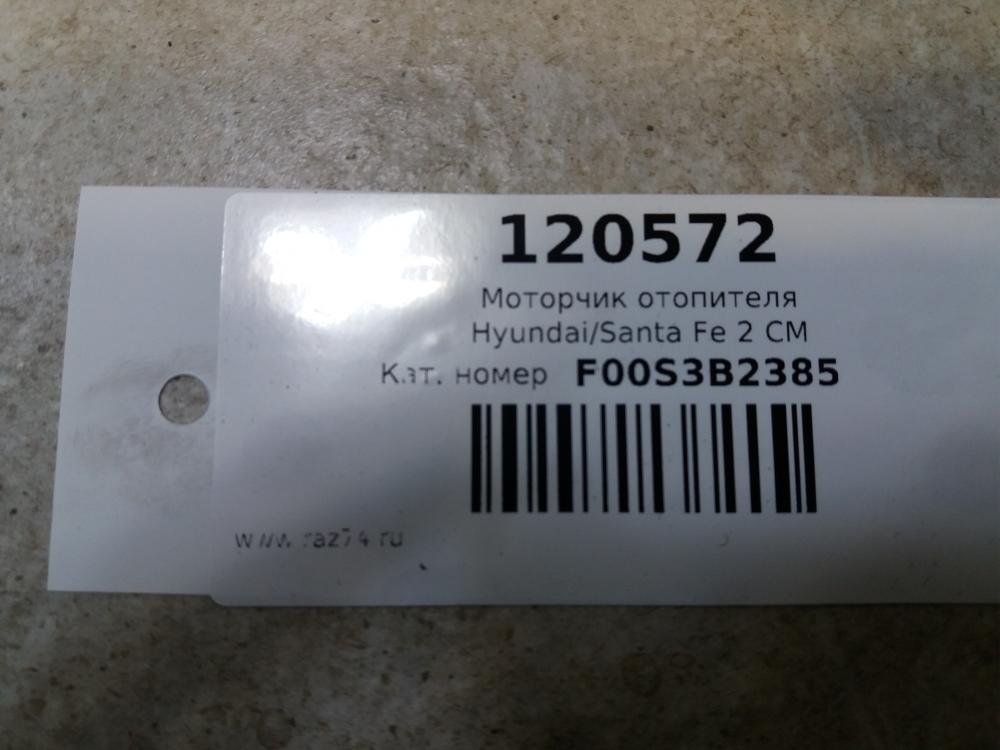 120572
Моторчик отопителя
Hyundai/Santa Fe 2 CM
Кат. номер F00S3B2385
www.raz74.ru